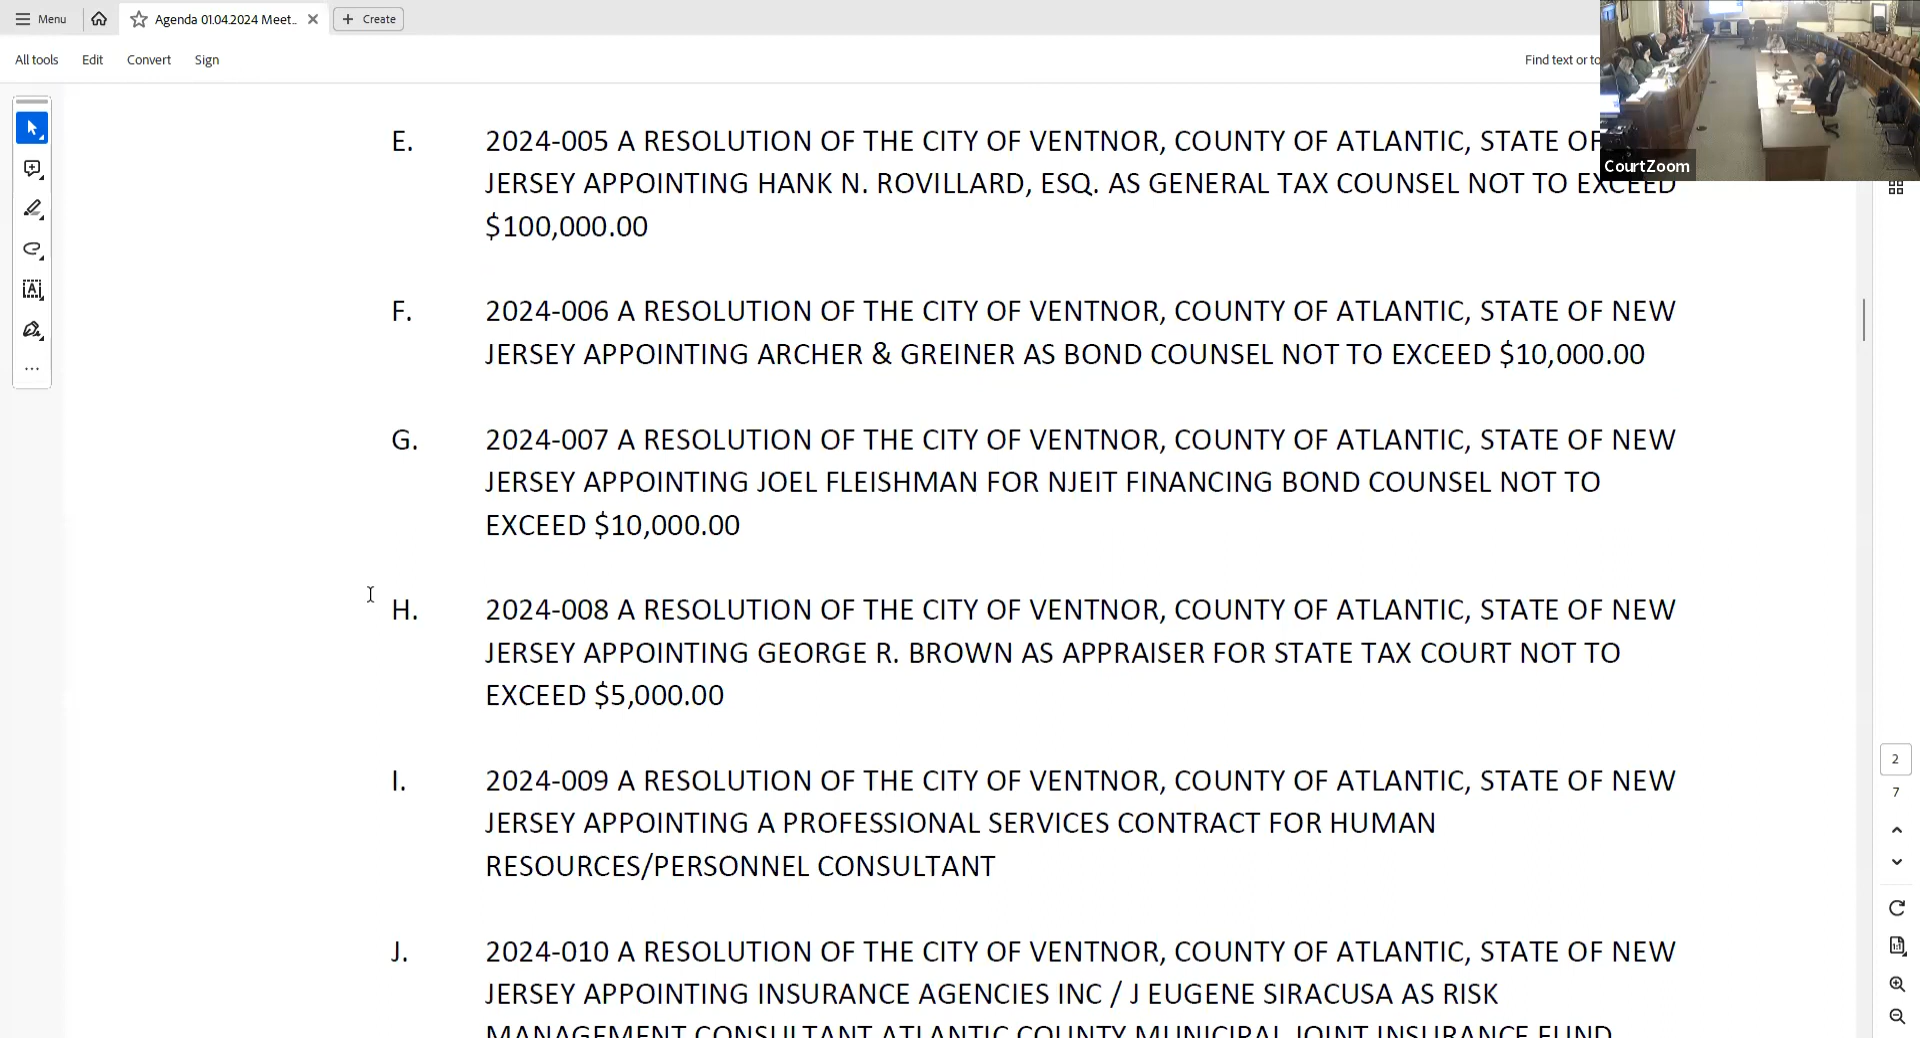 Menu
Agenda 01.04.2024 Meet..
Create
All tools
Edit
Convert
Sign
Find text or to
CourtZoom
E. 2024-005 A RESOLUTION OF THE CITY OF VENTNOR, COUNTY OF ATLANTIC, STATE OF
JERSEY APPOINTING HANK N. ROVILLARD, ESQ. AS GENERAL TAX COUNSEL NOT TO EXCEED
$100,000.00
F. 2024-006 A RESOLUTION OF THE CITY OF VENTNOR, COUNTY OF ATLANTIC, STATE OF NEW
JERSEY APPOINTING ARCHER & GREINER AS BOND COUNSEL NOT TO EXCEED $10,000.00
G. 2024-007 A RESOLUTION OF THE CITY OF VENTNOR, COUNTY OF ATLANTIC, STATE OF NEW
JERSEY APPOINTING JOEL FLEISHMAN FOR NJEIT FINANCING BOND COUNSEL NOT TO
EXCEED $10,000.00
H. 2024-008 A RESOLUTION OF THE CITY OF VENTNOR, COUNTY OF ATLANTIC, STATE OF NEW
JERSEY APPOINTING GEORGE R. BROWN AS APPRAISER FOR STATE TAX COURT NOT TO
EXCEED $5,000.00
I. 2024-009 A RESOLUTION OF THE CITY OF VENTNOR, COUNTY OF ATLANTIC, STATE OF NEW
JERSEY APPOINTING A PROFESSIONAL SERVICES CONTRACT FOR HUMAN
RESOURCES/PERSONNEL CONSULTANT
J. 2024-010 A RESOLUTION OF THE CITY OF VENTNOR, COUNTY OF ATLANTIC, STATE OF NEW
JERSEY APPOINTING INSURANCE AGENCIES INC / J EUGENE SIRACUSA AS RISK
MANAGEMENT CONSULTANT ATLANTIC COUNTY MUNICIPAL JOINT INSURANCE FUND
2
7